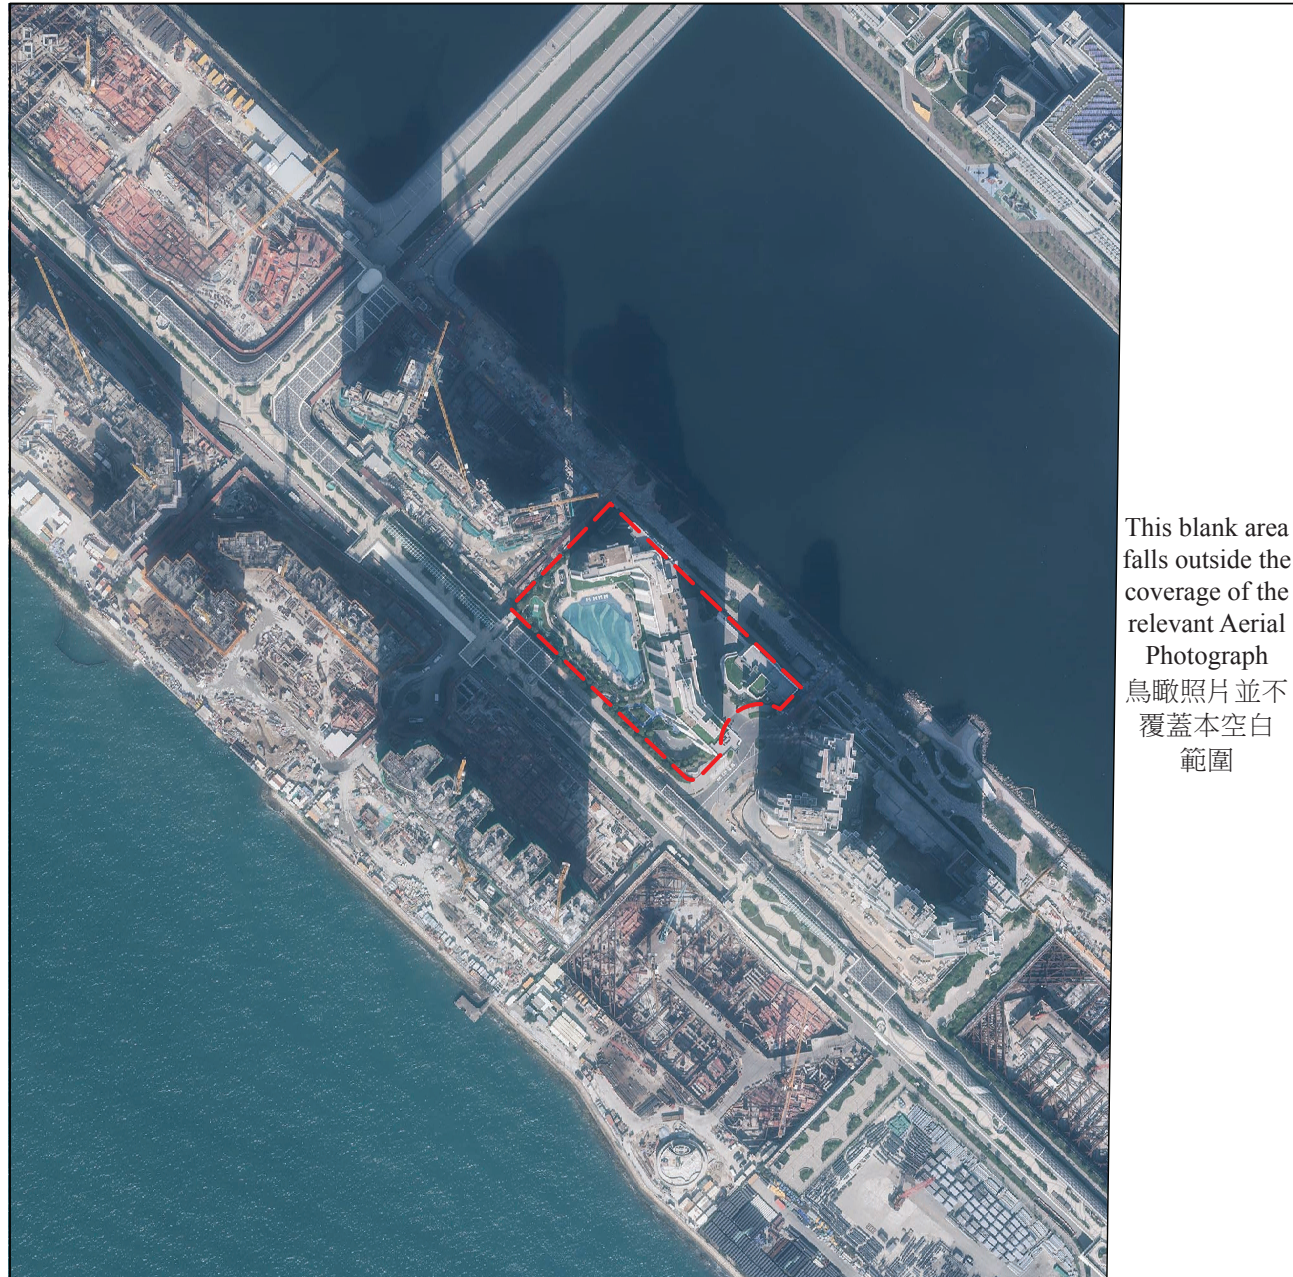 This blank area
falls outside the
coverage of the
relevant Aerial
Photograph
鳥瞰照片並不
覆蓋本空白
範圍